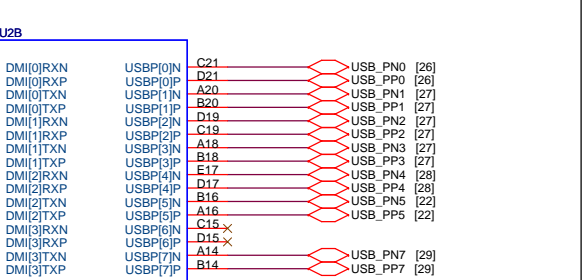 U2B
DMI[0]RXN USBP[0]N C21 USB_PN0 [26]
DMI[0]RXP USBP[0]P D21 USB_PP0 [26]
DMI[0]TXN USBP[1]N A20 USB_PN1 [27]
DMI[0]TXP USBP[1]P B20 USB_PP1 [27]
DMI[1]RXN USBP[2]N D19 USB_PN2 [27]
DMI[1]RXP USBP[2]P C19 USB_PP2 [27]
DMI[1]TXN USBP[3]N A18 USB_PN3 [27]
DMI[1]TXP USBP[3]P B18 USB_PP3 [27]
DMI[2]RXN USBP[4]N E17 USB_PN4 [28]
DMI[2]RXP USBP[4]P D17 USB_PP4 [28]
DMI[2]TXN USBP[5]N B16 USB_PN5 [22]
DMI[2]TXP USBP[5]P A16 USB_PP5 [22]
DMI[3]RXN USBP[6]N C15
DMI[3]RXP USBP[6]P D15
DMI[3]TXN USBP[7]N A14 USB_PN7 [29]
DMI[3]TXP USBP[7]P B14 USB_PP7 [29]